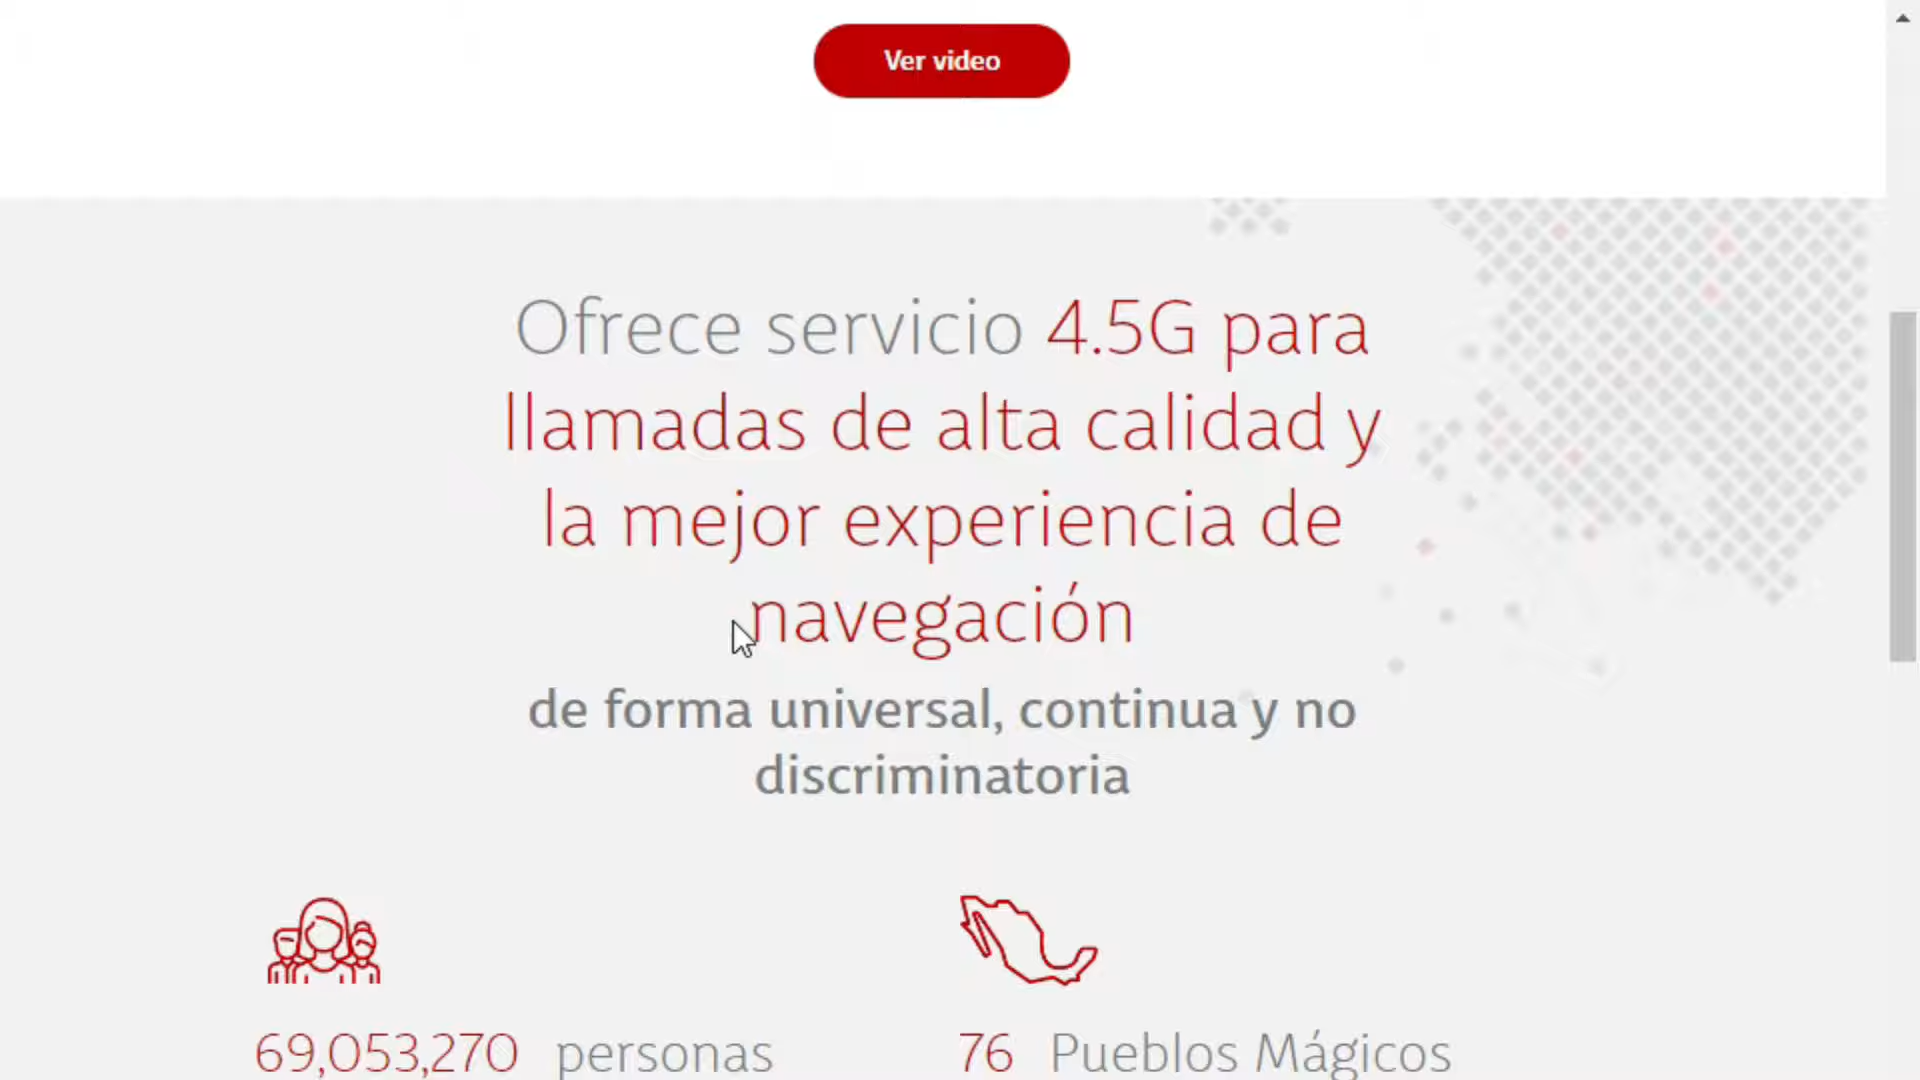 Ver video
Ofrece servicio 4.5G para
llamadas de alta calidad y
la mejor experiencia de
navegación
de forma universal, continua y no
discriminatoria
69,053,270 personas
76 Pueblos Mágicos